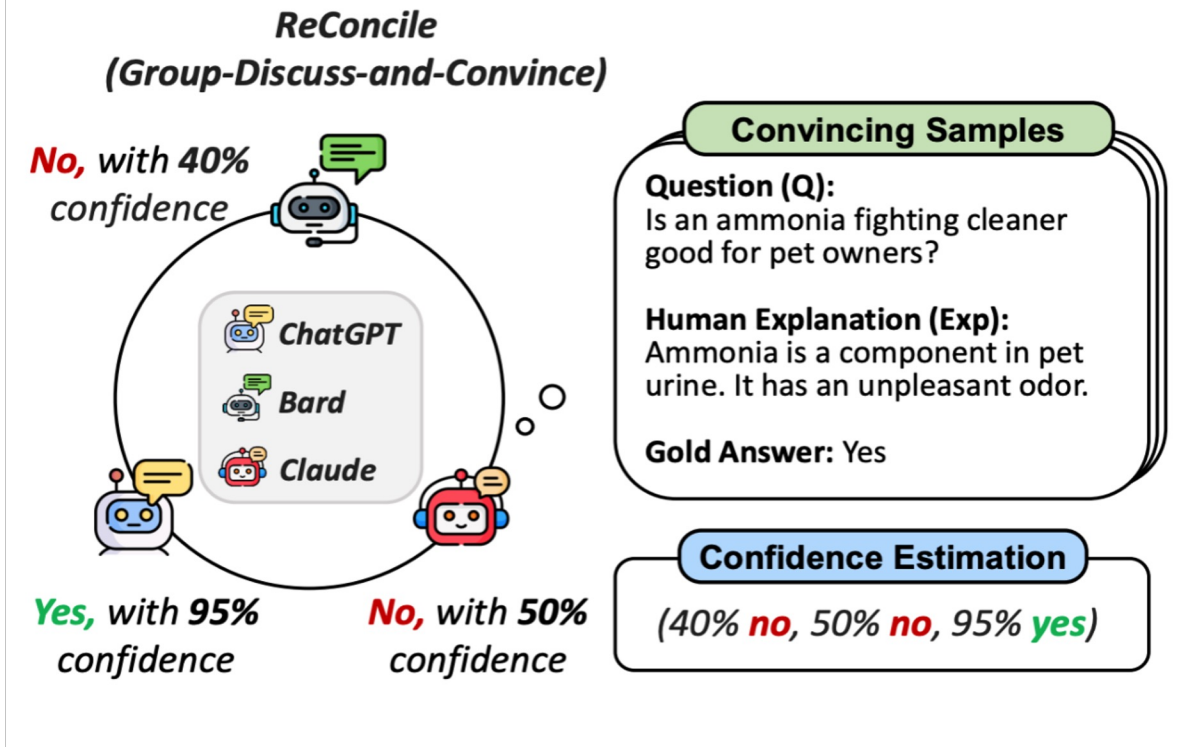 ReConcile
(Group-Discuss-and-Convince)
No, with 40%
confidence
ChatGPT
Bard
Claude
Yes, with 95%
confidence
No, with 50%
confidence
Convincing Samples
Question (Q):
Is an ammonia fighting cleaner
good for pet owners?
Human Explanation (Exp):
Ammonia is a component in pet
urine. It has an unpleasant odor.
Gold Answer: Yes
Confidence Estimation
(40% no, 50% no, 95% yes)